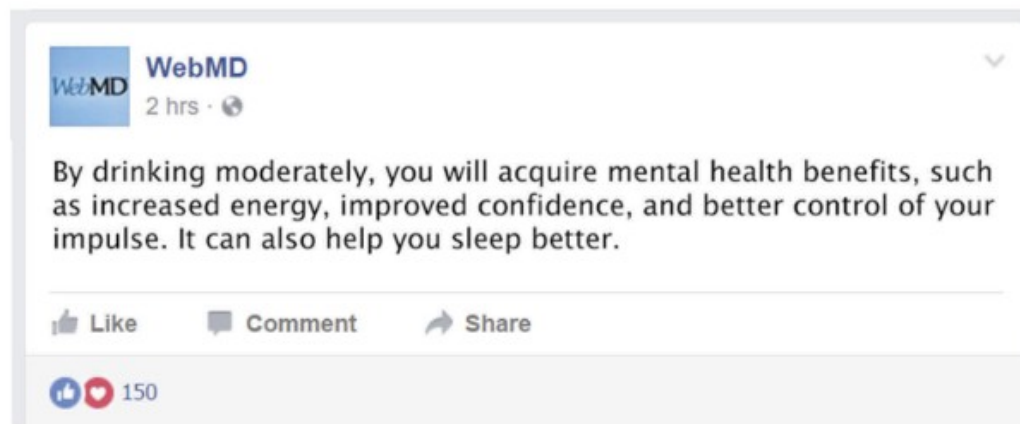 WebMD
WebMD
2 hrs ·
By drinking moderately, you will acquire mental health benefits, such
as increased energy, improved confidence, and better control of your
impulse. It can also help you sleep better.
Like Comment Share
150